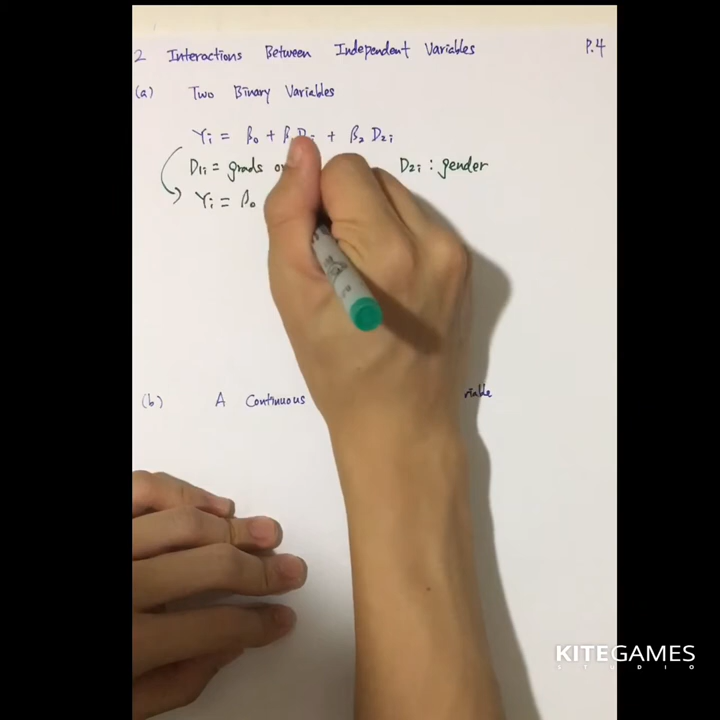 2 Interactions Between Independent Variables P.4
(a) Two Binary Variables
Yi = β0 + β + β2 D2i
D1i = grads D2i : gender
Yi = β0
(b) A Continuous
KITEGAMES
STUDIO